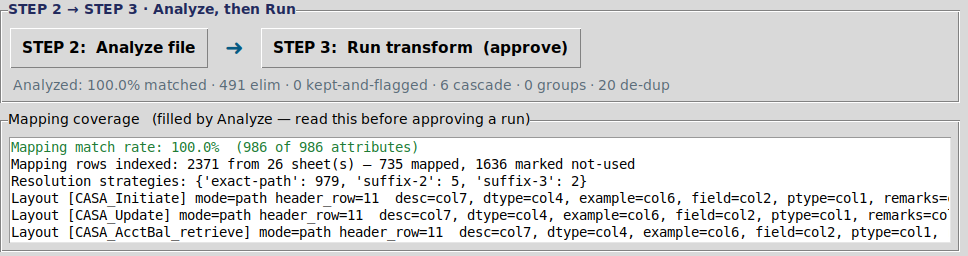 STEP 2 → STEP 3 · Analyze, then Run
STEP 2: Analyze file → STEP 3: Run transform (approve)
Analyzed: 100.0% matched · 491 elim · 0 kept-and-flagged · 6 cascade · 0 groups · 20 de-dup
Mapping coverage (filled by Analyze — read this before approving a run)
Mapping match rate: 100.0% (986 of 986 attributes)
Mapping rows indexed: 2371 from 26 sheet(s) — 735 mapped, 1636 marked not-used
Resolution strategies: {'exact-path': 979, 'suffix-2': 5, 'suffix-3': 2}
Layout [CASA_Initiate] mode=path header_row=11 desc=col7, dtype=col4, example=col6, field=col2, ptype=col1, remarks=
Layout [CASA_Update] mode=path header_row=11 desc=col7, dtype=col4, example=col6, field=col2, ptype=col1, remarks=co
Layout [CASA_AcctBal_retrieve] mode=path header_row=11 desc=col7, dtype=col4, example=col6, field=col2, ptype=col1,